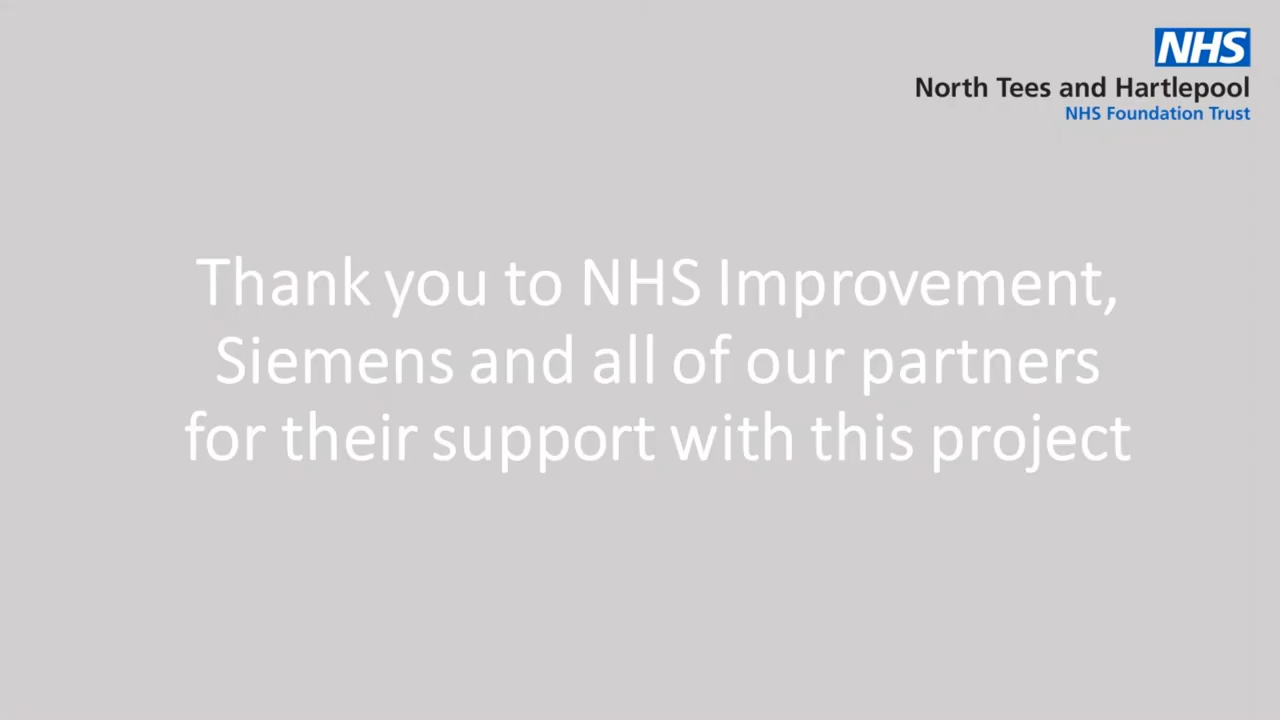 NHS
North Tees and Hartlepool
NHS Foundation Trust
Thank you to NHS Improvement,
Siemens and all of our partners
for their support with this project